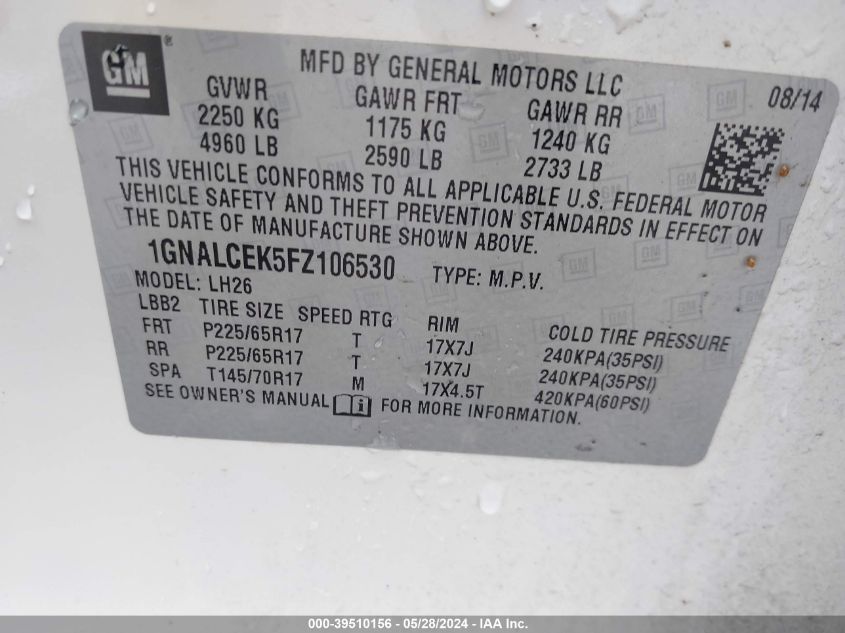 GM ®
MFD BY GENERAL MOTORS LLC
08/14
GVWR GAWR FRT GAWR RR
2250 KG 1175 KG 1240 KG
4960 LB 2590 LB 2733 LB
THIS VEHICLE CONFORMS TO ALL APPLICABLE U.S. FEDERAL MOTOR
VEHICLE SAFETY AND THEFT PREVENTION STANDARDS IN EFFECT ON
THE DATE OF MANUFACTURE SHOWN ABOVE.
1GNALCEK5FZ106530 TYPE: M.P.V.
MODEL: LH26
LBB2 TIRE SIZE SPEED RTG RIM COLD TIRE PRESSURE
FRT P225/65R17 T 17X7J 240KPA(35PSI)
RR P225/65R17 T 17X7J 240KPA(35PSI)
SPA T145/70R17 M 17X4.5T 420KPA(60PSI)
SEE OWNER'S MANUAL FOR MORE INFORMATION.
000-39510156 - 05/28/2024 - IAA Inc.